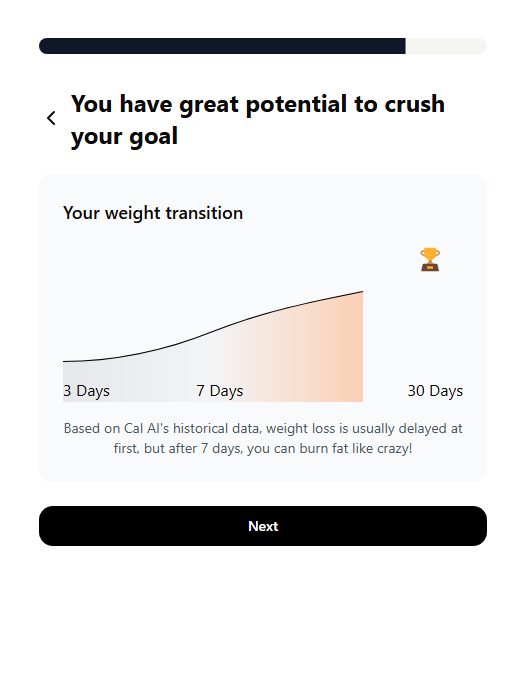 You have great potential to crush
your goal
Your weight transition
3 Days
7 Days
30 Days
Based on Cal AI's historical data, weight loss is usually delayed at
first, but after 7 days, you can burn fat like crazy!
Next